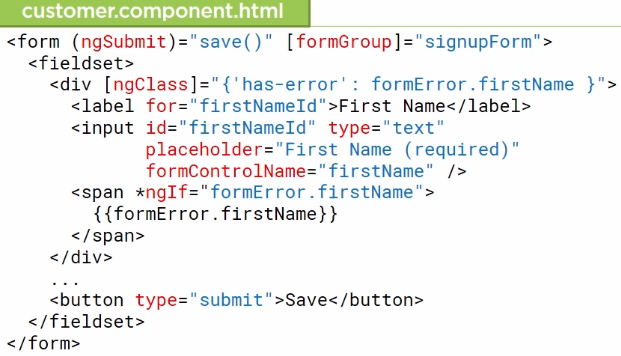 customer.component.html
<form (ngSubmit)="save()" [formGroup]="signupForm">
  <fieldset>
    <div [ngClass]="{'has-error': formError.firstName }">
      <label for="firstNameId">First Name</label>
      <input id="firstNameId" type="text"
             placeholder="First Name (required)"
             formControlName="firstName" />
      <span *ngIf="formError.firstName">
        {{formError.firstName}}
      </span>
    </div>
    ...
    <button type="submit">Save</button>
  </fieldset>
</form>